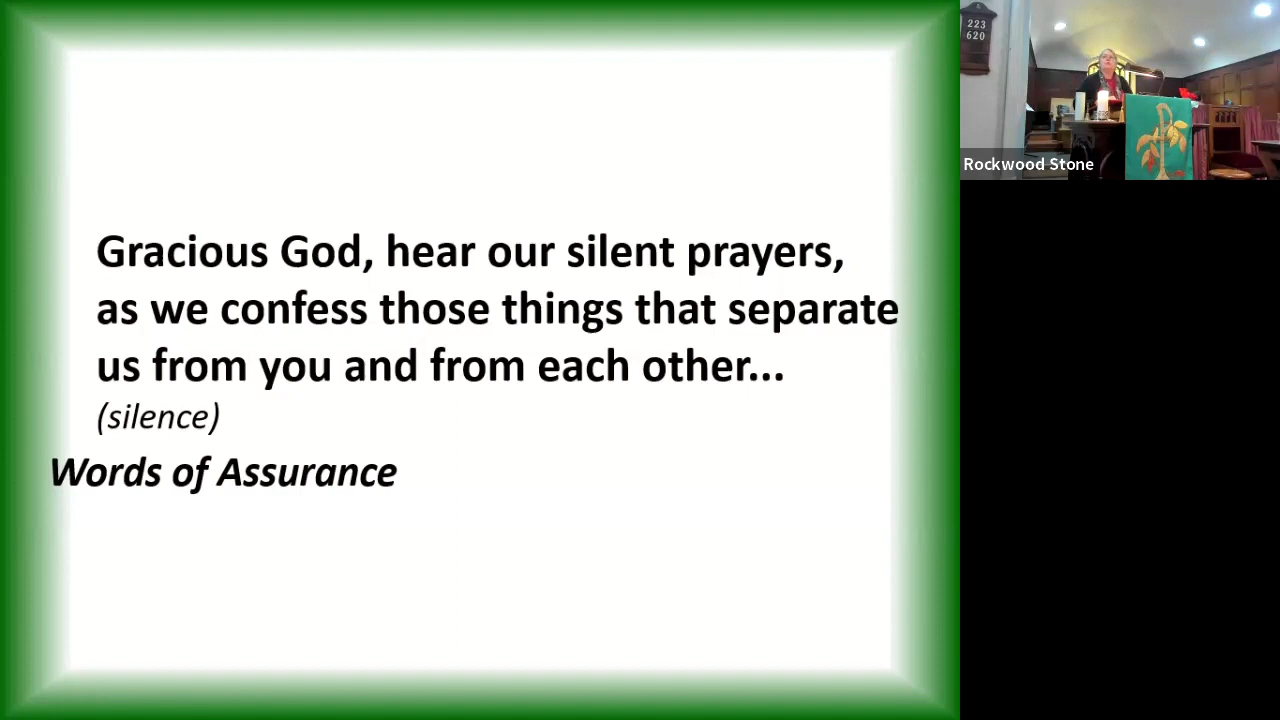 Gracious God, hear our silent prayers,
as we confess those things that separate
us from you and from each other...
(silence)
Words of Assurance
223
620
Rockwood Stone